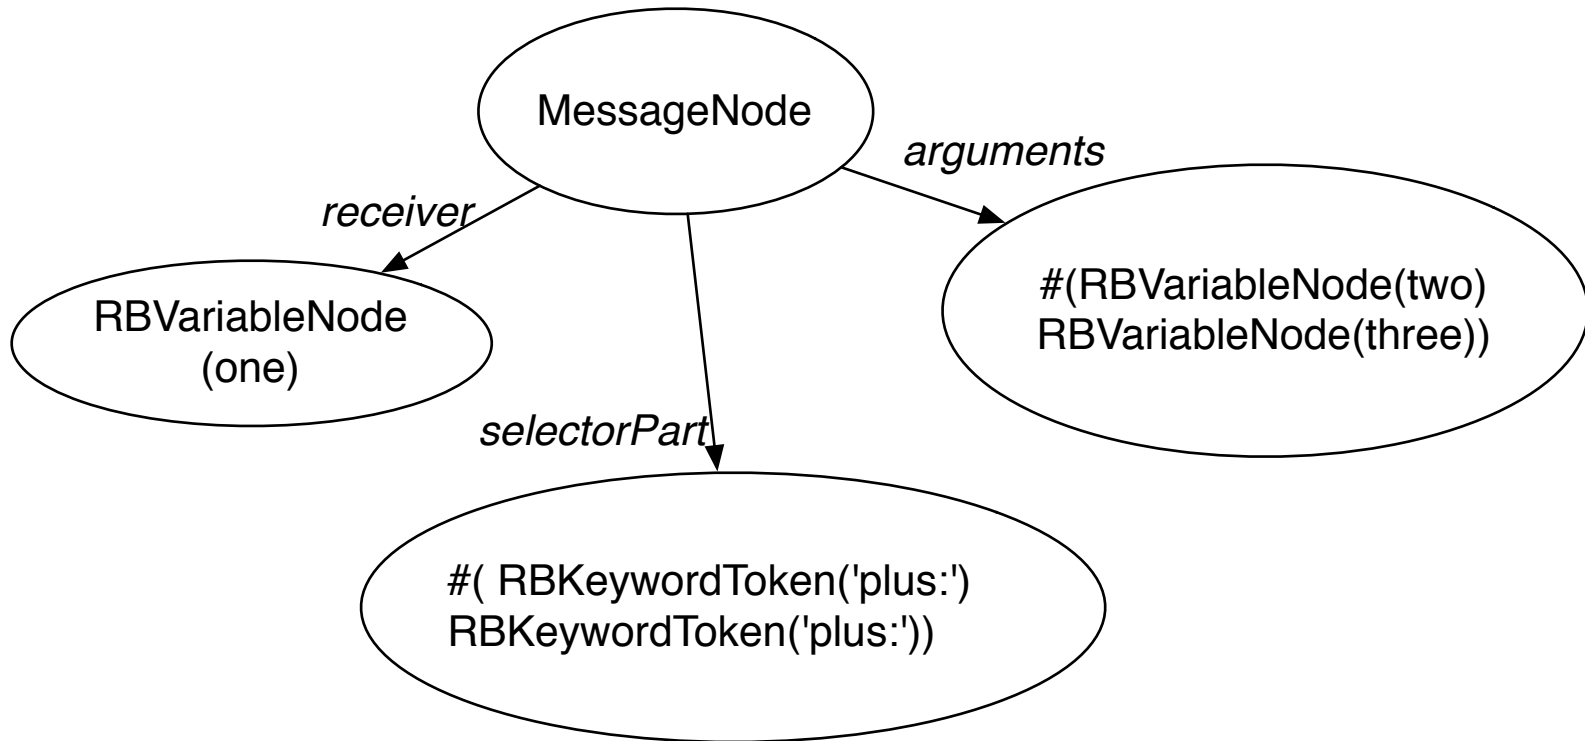 MessageNode
arguments
receiver
#(RBVariableNode(two)
RBVariableNode(three))
RBVariableNode
(one)
selectorPart
#( RBKeywordToken('plus:')
RBKeywordToken('plus:'))